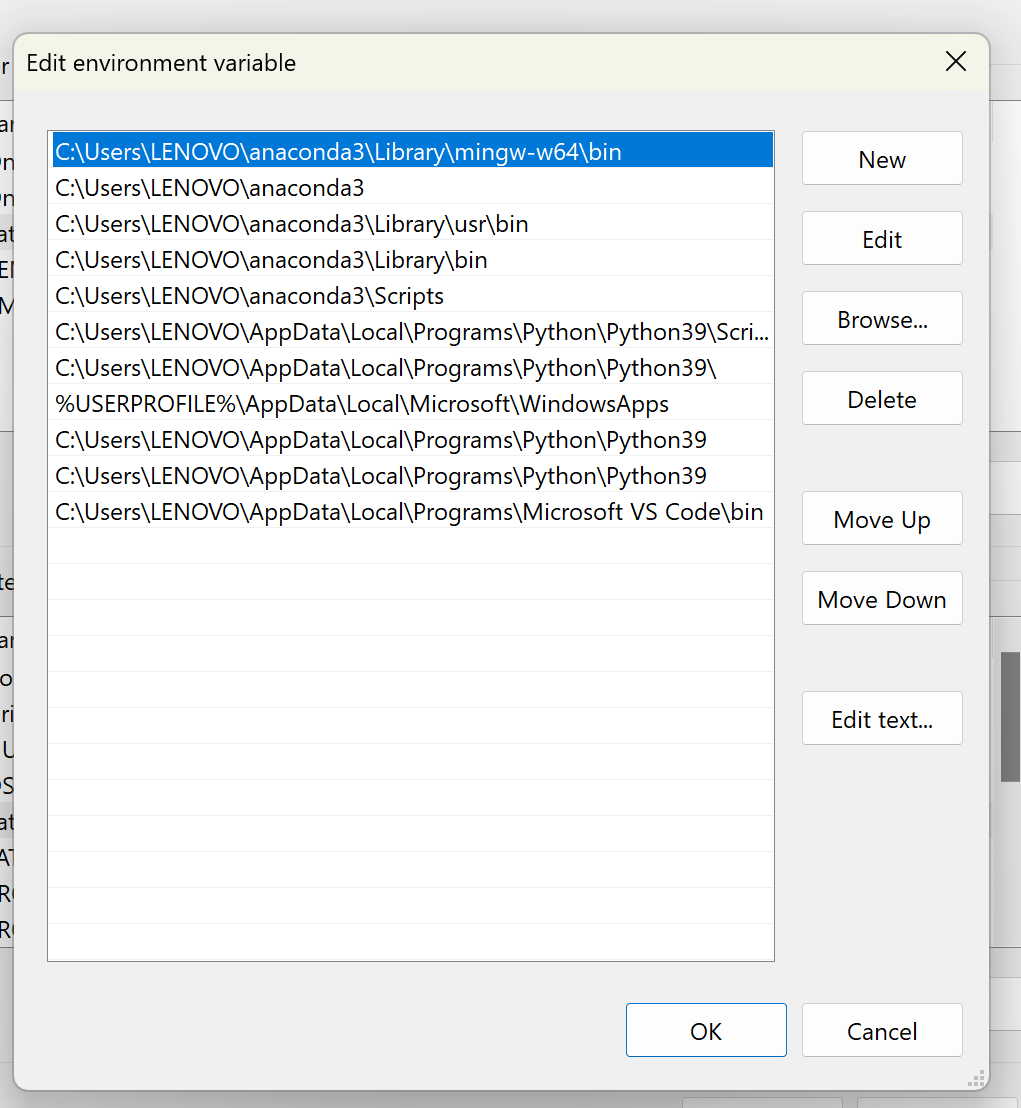 Edit environment variable
C:\Users\LENOVO\anaconda3\Library\mingw-w64\bin
New
C:\Users\LENOVO\anaconda3
C:\Users\LENOVO\anaconda3\Library\usr\bin
Edit
C:\Users\LENOVO\anaconda3\Library\bin
C:\Users\LENOVO\anaconda3\Scripts
Browse...
C:\Users\LENOVO\AppData\Local\Programs\Python\Python39\Scri...
C:\Users\LENOVO\AppData\Local\Programs\Python\Python39\
Delete
%USERPROFILE%\AppData\Local\Microsoft\WindowsApps
C:\Users\LENOVO\AppData\Local\Programs\Python\Python39
C:\Users\LENOVO\AppData\Local\Programs\Python\Python39
C:\Users\LENOVO\AppData\Local\Programs\Microsoft VS Code\bin
Move Up
Move Down
Edit text...
OK
Cancel